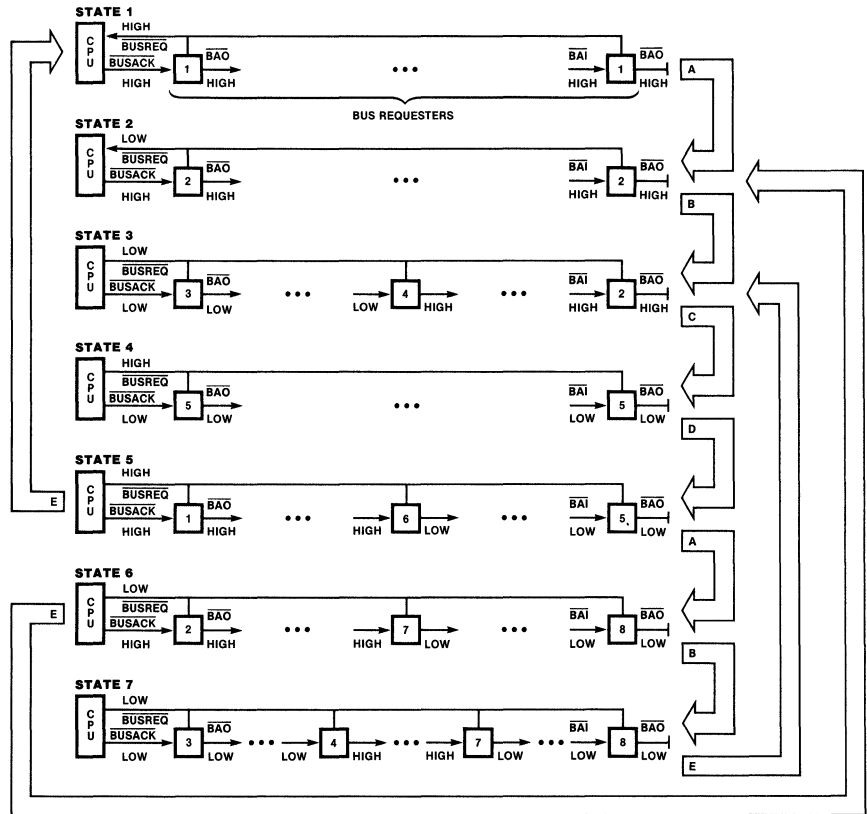 STATE 1
HIGH
CPU
BUSREQ
BUSACK
BAO
BAI
BAO
1
1
HIGH
HIGH
HIGH
HIGH
A
BUS REQUESTERS
STATE 2
LOW
CPU
BUSREQ
BUSACK
BAO
BAI
BAO
2
2
HIGH
HIGH
HIGH
HIGH
B
STATE 3
LOW
CPU
BUSREQ
BUSACK
BAO
BAI
BAO
3
4
2
LOW
LOW
LOW
HIGH
HIGH
HIGH
C
STATE 4
HIGH
CPU
BUSREQ
BUSACK
BAO
BAI
BAO
5
5
LOW
LOW
LOW
LOW
D
STATE 5
HIGH
CPU
E
BUSREQ
BUSACK
BAO
BAI
BAO
1
6
5
HIGH
HIGH
HIGH
LOW
LOW
LOW
A
STATE 6
LOW
CPU
E
BUSREQ
BUSACK
BAO
BAI
BAO
2
7
8
HIGH
HIGH
HIGH
LOW
LOW
LOW
B
STATE 7
LOW
CPU
BUSREQ
BUSACK
BAO
BAI
BAO
3
4
7
8
LOW
LOW
LOW
HIGH
HIGH
LOW
LOW
LOW
E